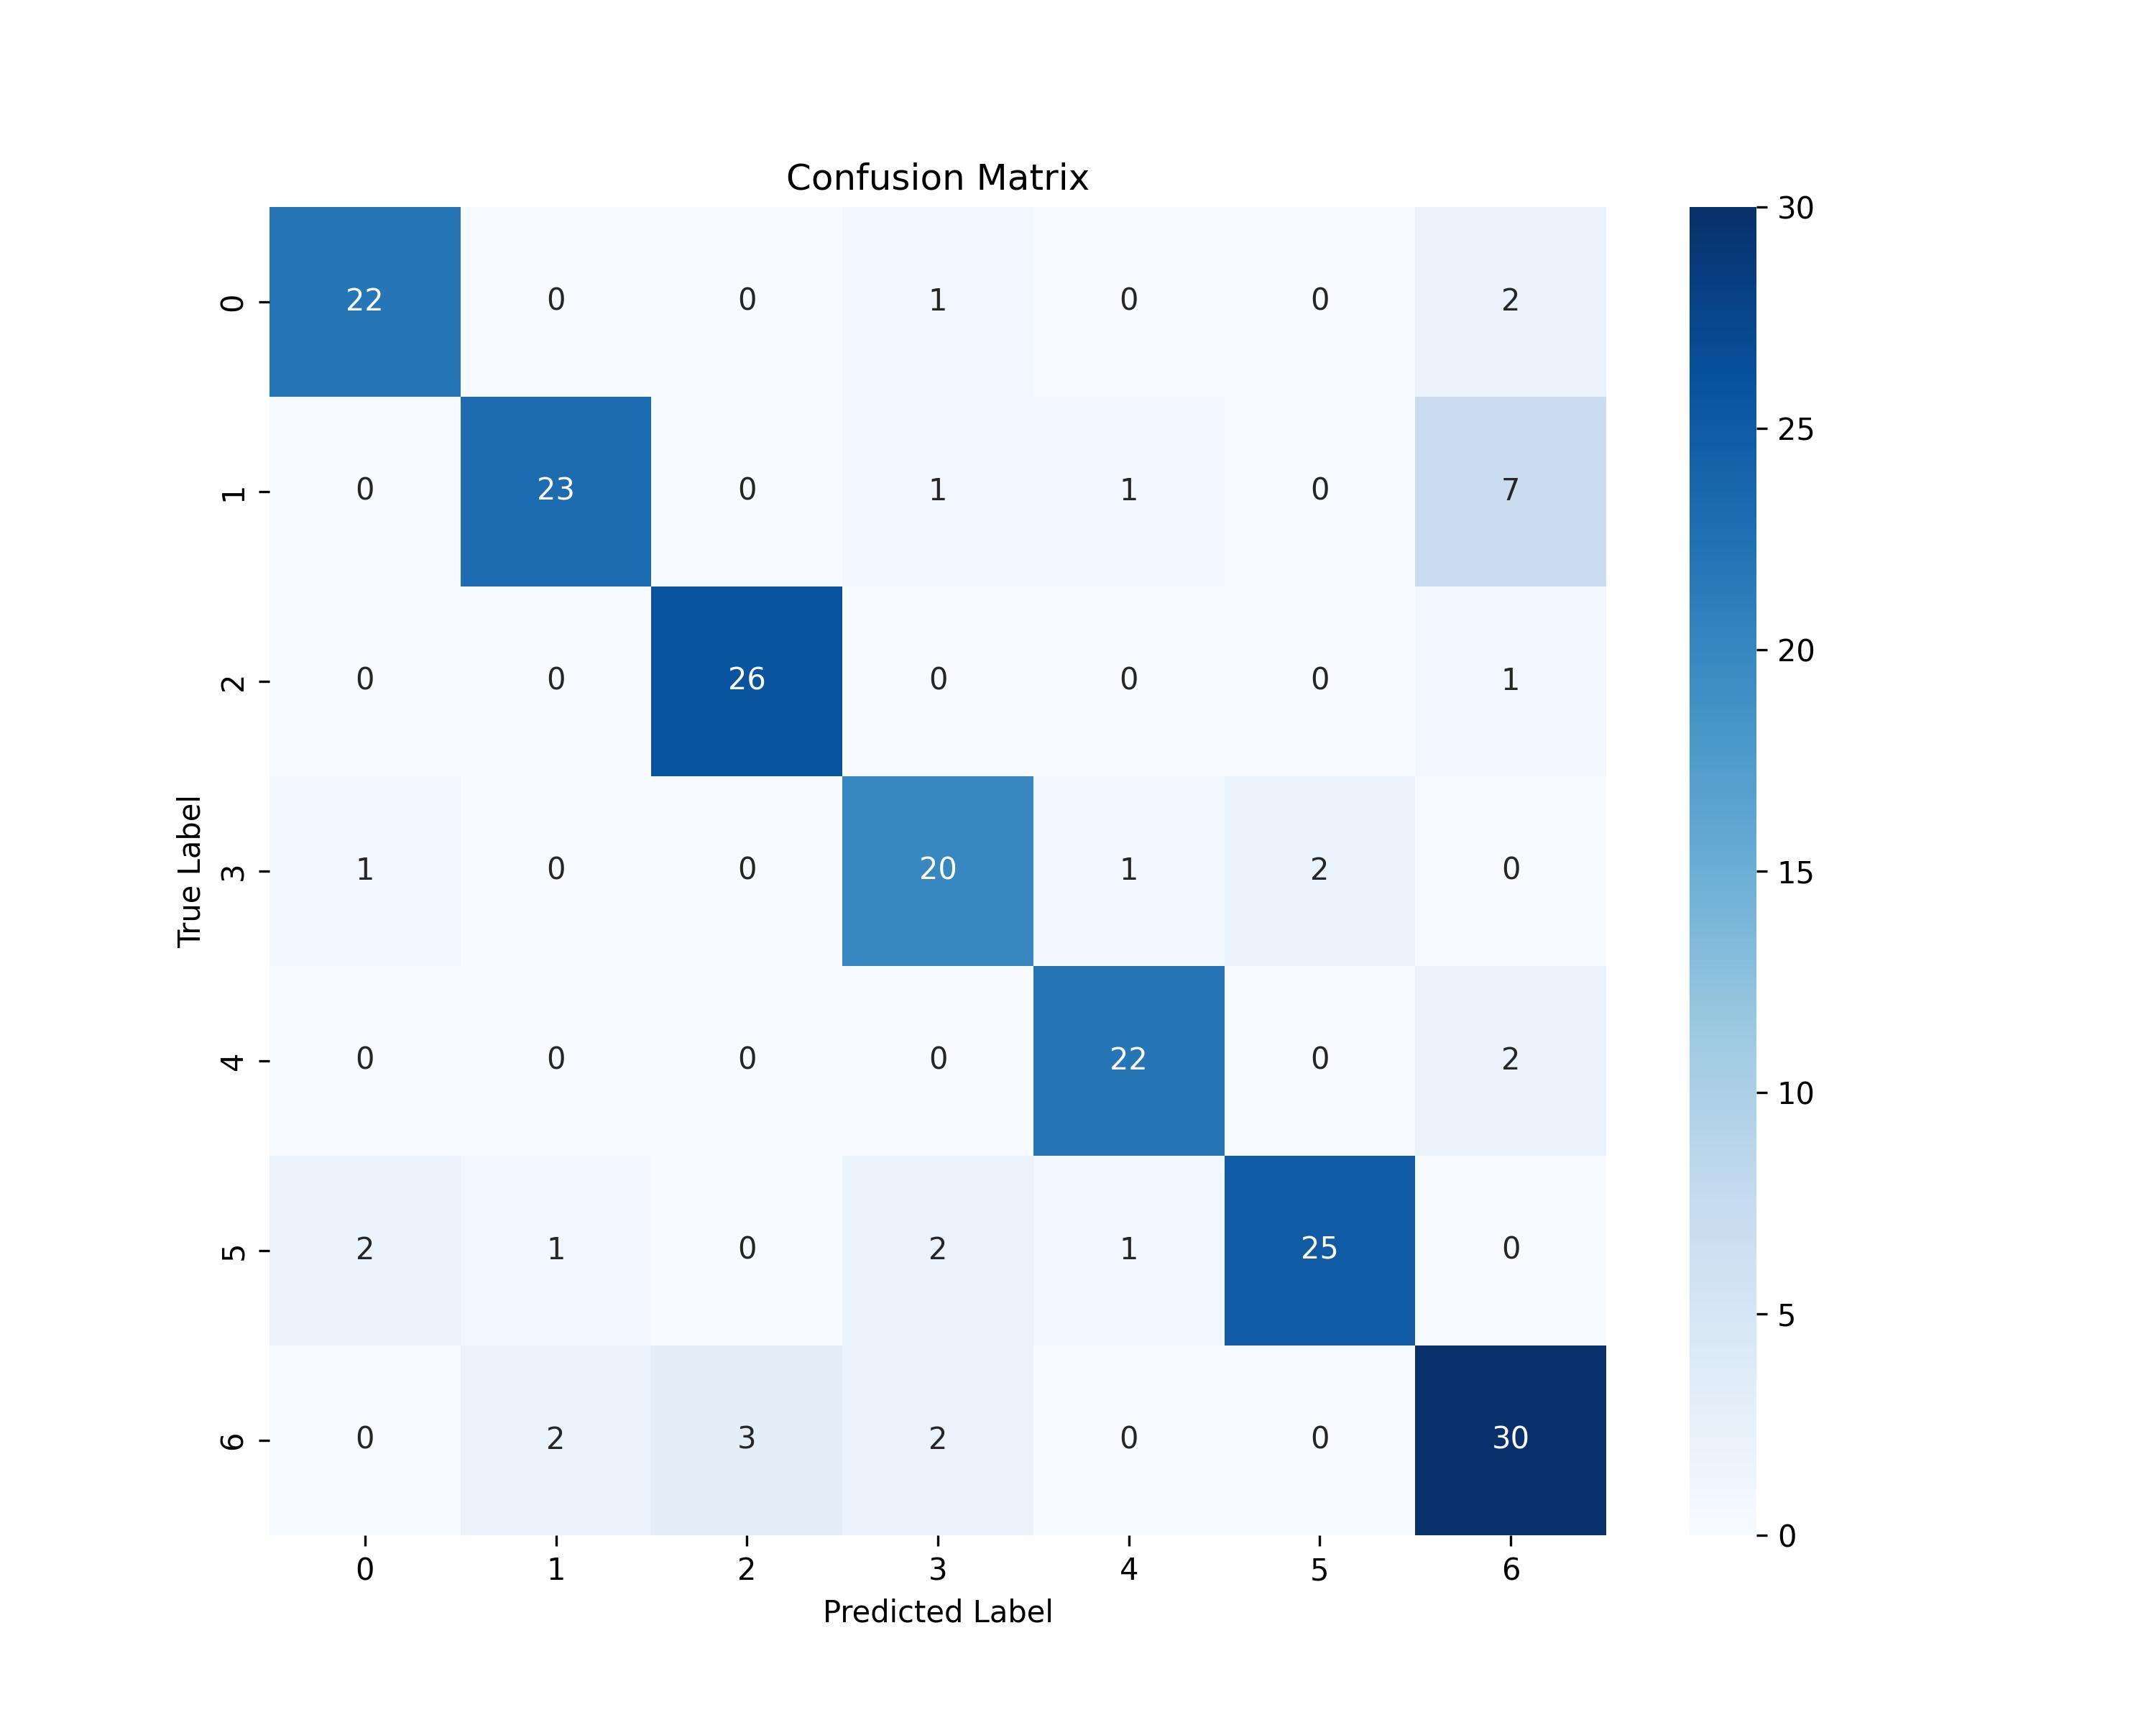 Confusion Matrix
0 22 0 0 1 0 0 2
1 0 23 0 1 1 0 7
2 0 0 26 0 0 0 1
3 1 0 0 20 1 2 0
4 0 0 0 0 22 0 2
5 2 1 0 2 1 25 0
6 0 2 3 2 0 0 30
0 1 2 3 4 5 6
True Label
Predicted Label
30
25
20
15
10
5
0